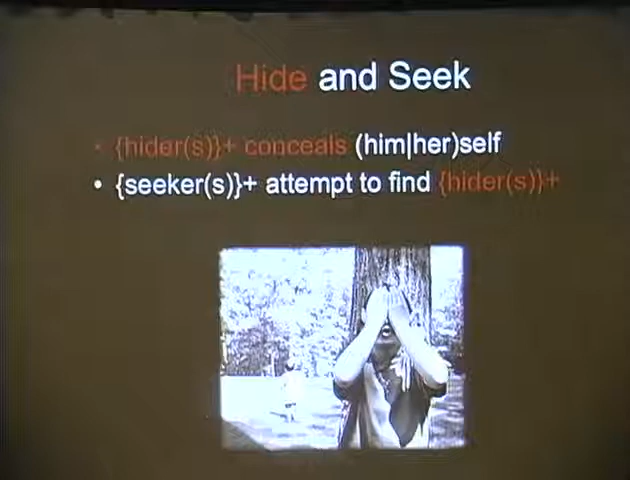 Hide and Seek
• {hider(s)}+ conceals (him|her)self
• {seeker(s)}+ attempt to find {hider(s)}+